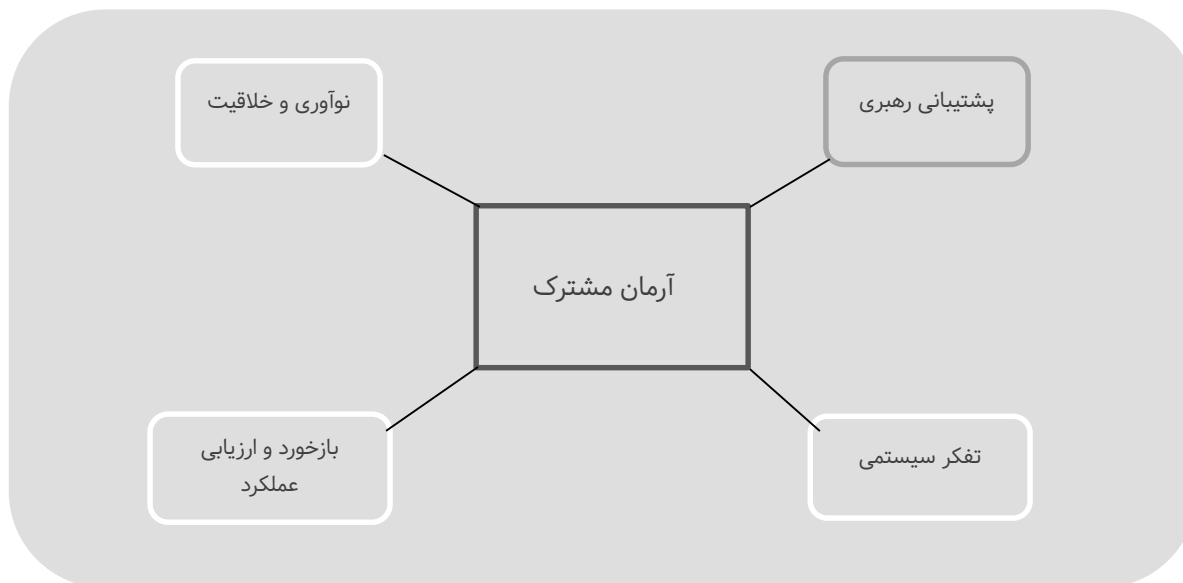 پشتیبانی رهبری
نوآوری و خلاقیت
آرمان مشترک
تفکر سیستمی
بازخورد و ارزیابی
عملکرد